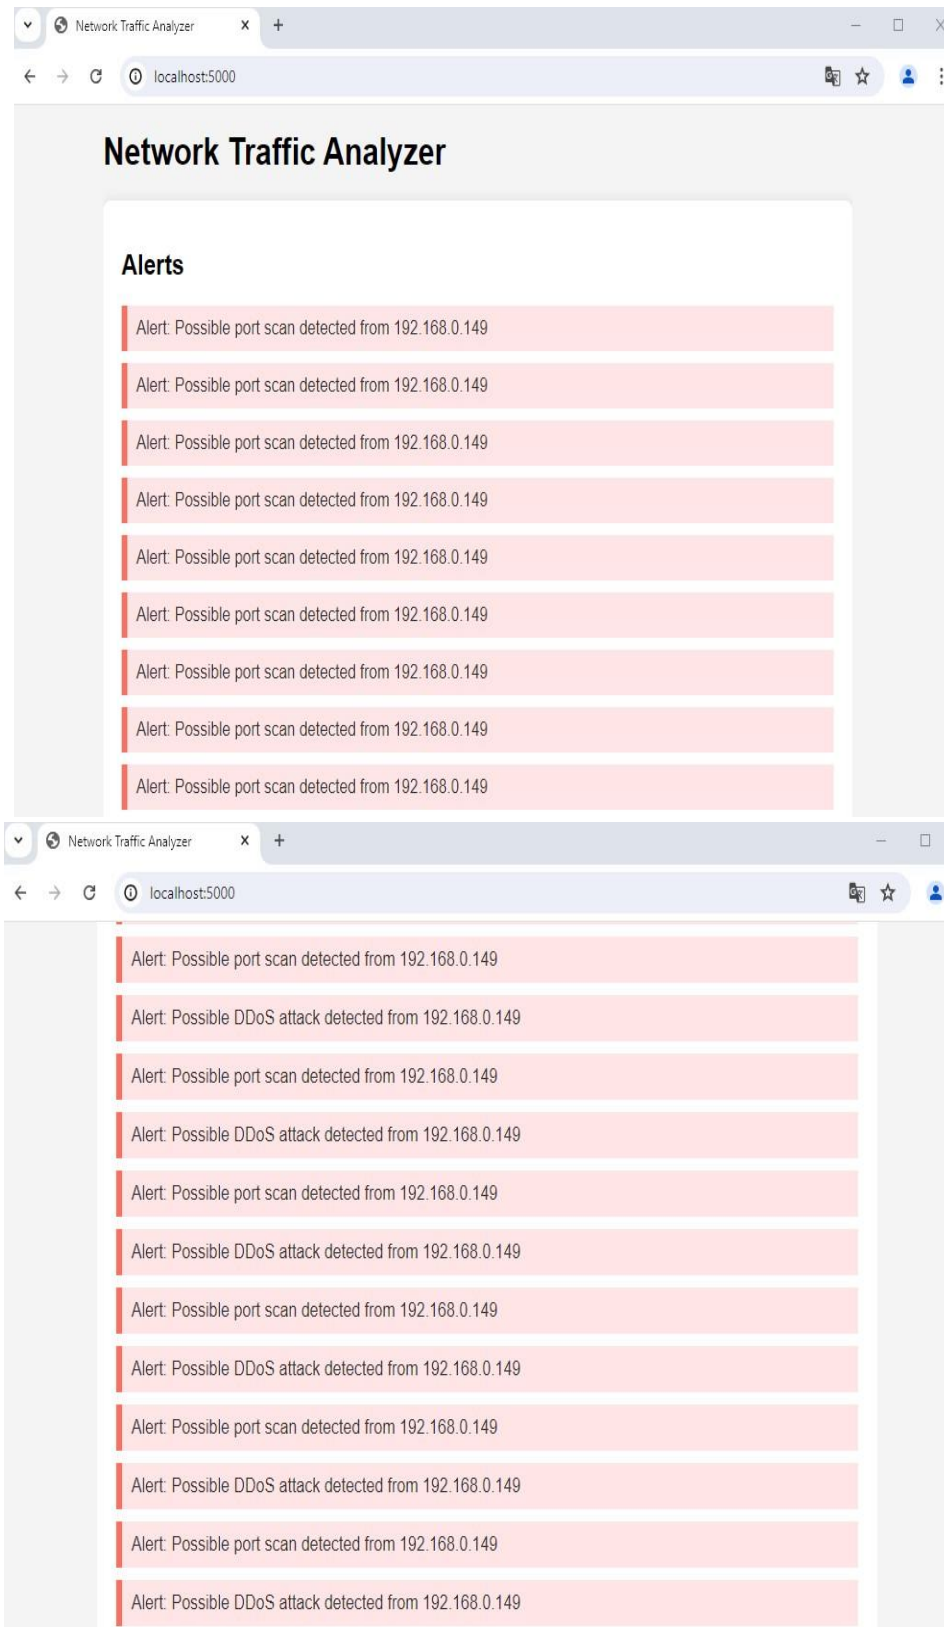 Network Traffic Analyzer
localhost:5000
Network Traffic Analyzer
Alerts
Alert: Possible port scan detected from 192.168.0.149
Alert: Possible port scan detected from 192.168.0.149
Alert: Possible port scan detected from 192.168.0.149
Alert: Possible port scan detected from 192.168.0.149
Alert: Possible port scan detected from 192.168.0.149
Alert: Possible port scan detected from 192.168.0.149
Alert: Possible port scan detected from 192.168.0.149
Alert: Possible port scan detected from 192.168.0.149
Alert: Possible port scan detected from 192.168.0.149
Network Traffic Analyzer
localhost:5000
Alert: Possible port scan detected from 192.168.0.149
Alert: Possible DDoS attack detected from 192.168.0.149
Alert: Possible port scan detected from 192.168.0.149
Alert: Possible DDoS attack detected from 192.168.0.149
Alert: Possible port scan detected from 192.168.0.149
Alert: Possible DDoS attack detected from 192.168.0.149
Alert: Possible port scan detected from 192.168.0.149
Alert: Possible DDoS attack detected from 192.168.0.149
Alert: Possible port scan detected from 192.168.0.149
Alert: Possible DDoS attack detected from 192.168.0.149
Alert: Possible port scan detected from 192.168.0.149
Alert: Possible DDoS attack detected from 192.168.0.149